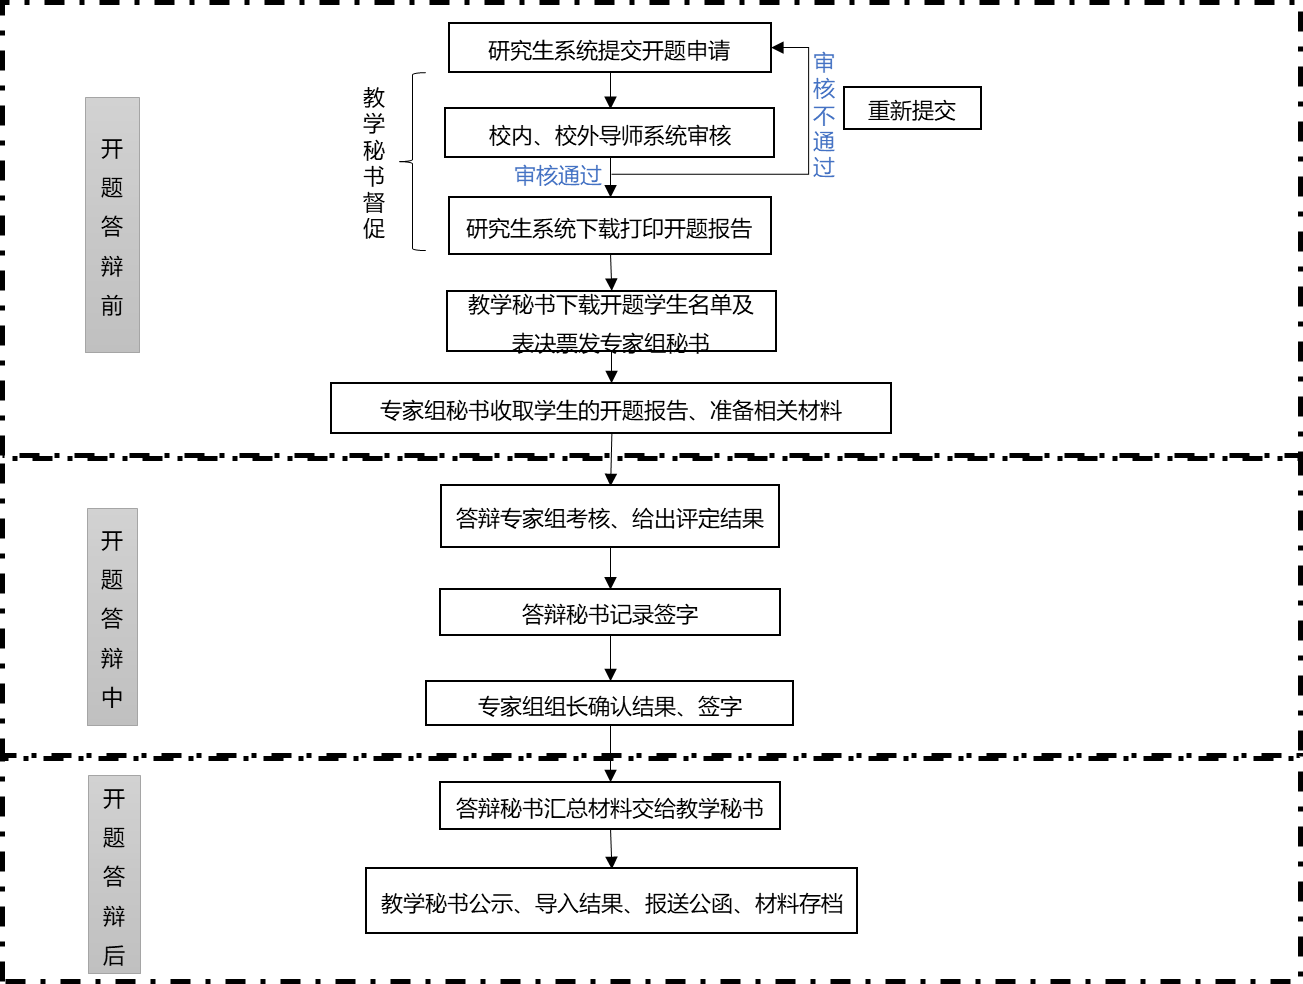 研究生系统提交开题申请
审核不通过
重新提交
教学秘书督促
开题答辩前
校内、校外导师系统审核
审核通过
研究生系统下载打印开题报告
教学秘书下载开题学生名单及
表决票发专家组秘书
专家组秘书收取学生的开题报告、准备相关材料
开题答辩中
答辩专家组考核、给出评定结果
答辩秘书记录签字
专家组组长确认结果、签字
开题答辩后
答辩秘书汇总材料交给教学秘书
教学秘书公示、导入结果、报送公函、材料存档